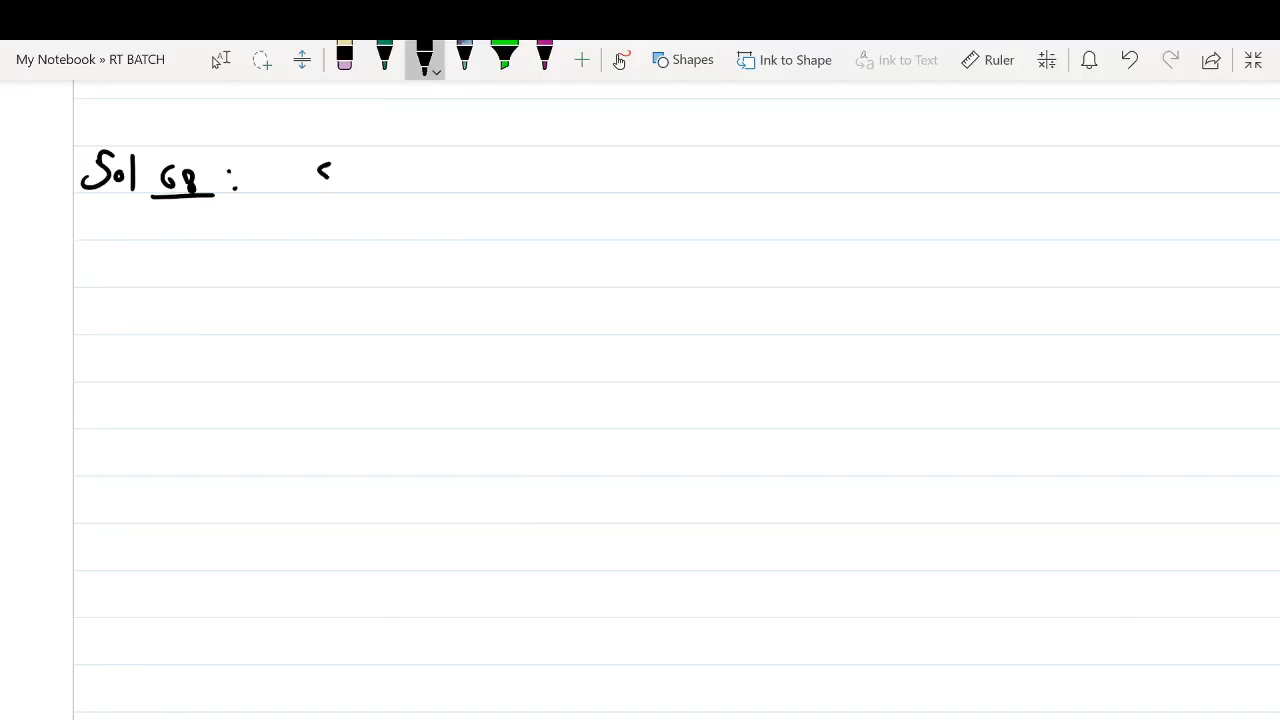 My Notebook » RT BATCH Shapes Ink to Shape Ink to Text Ruler
Sol 68 :